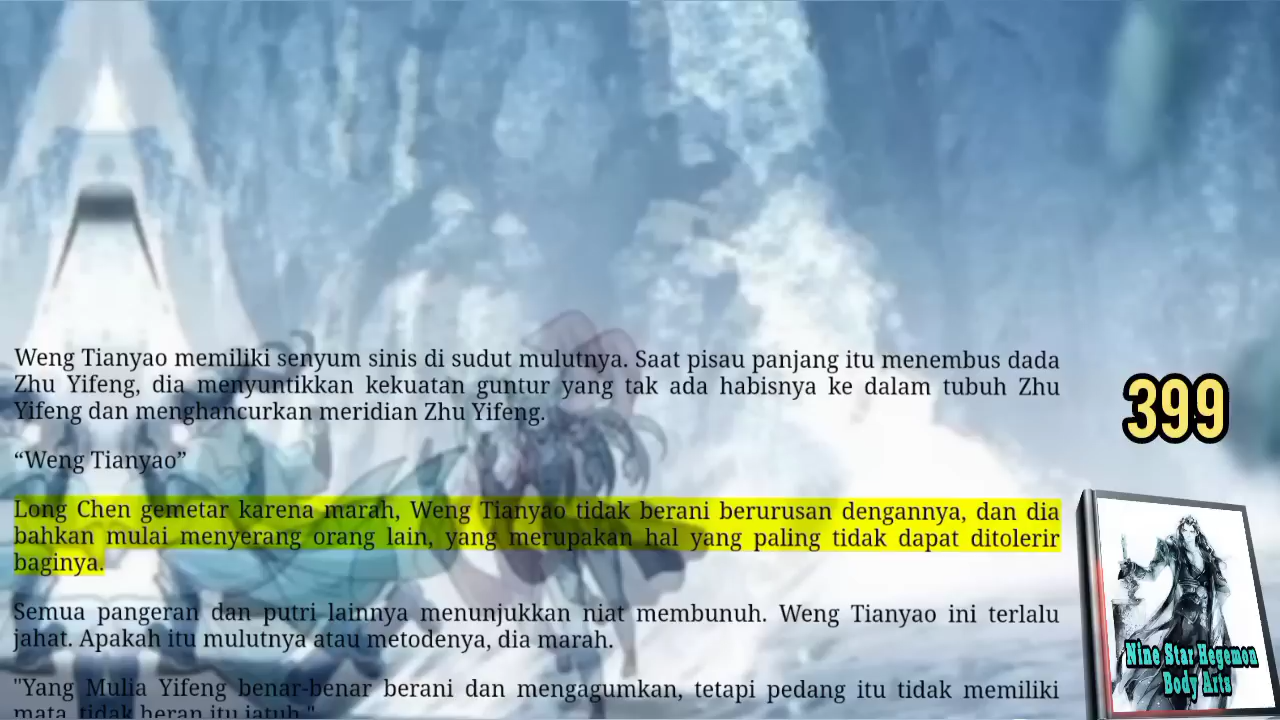 Weng Tianyao memiliki senyum sinis di sudut mulutnya. Saat pisau panjang itu menembus dada
Zhu Yifeng, dia menyuntikkan kekuatan guntur yang tak ada habisnya ke dalam tubuh Zhu
Yifeng dan menghancurkan meridian Zhu Yifeng.
“Weng Tianyao”
Long Chen gemetar karena marah, Weng Tianyao tidak berani berurusan dengannya, dan dia
bahkan mulai menyerang orang lain, yang merupakan hal yang paling tidak dapat ditolerir
baginya.
Semua pangeran dan putri lainnya menunjukkan niat membunuh. Weng Tianyao ini terlalu
jahat. Apakah itu mulutnya atau metodenya, dia marah.
"Yang Mulia Yifeng benar-benar berani dan mengagumkan, tetapi pedang itu tidak memiliki
mata, tidak heran itu jatuh."
399
Nine Star Hegemon
Body Arts